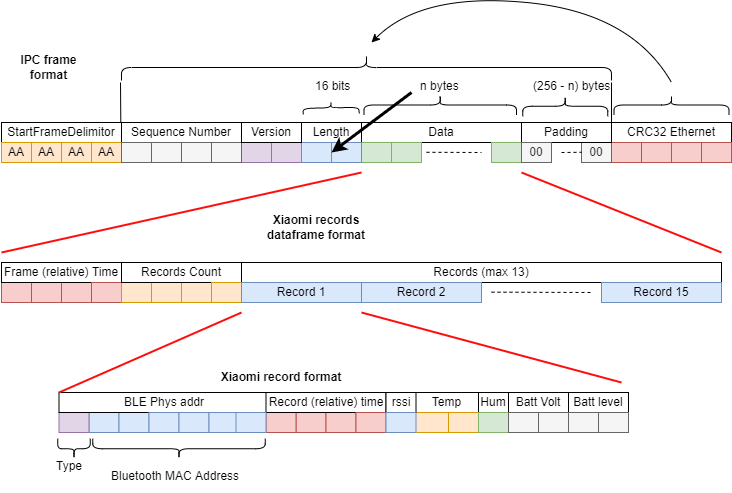 IPC frame
format
16 bits
n bytes
(256 - n) bytes
StartFrameDelimitor
Sequence Number
Version
Length
Data
Padding
CRC32 Ethernet
AA
AA
AA
AA
00
00
Xiaomi records
dataframe format
Frame (relative) Time
Records Count
Records (max 13)
Record 1
Record 2
Record 15
Xiaomi record format
BLE Phys addr
Record (relative) time
rssi
Temp
Hum
Batt Volt
Batt level
Type
Bluetooth MAC Address